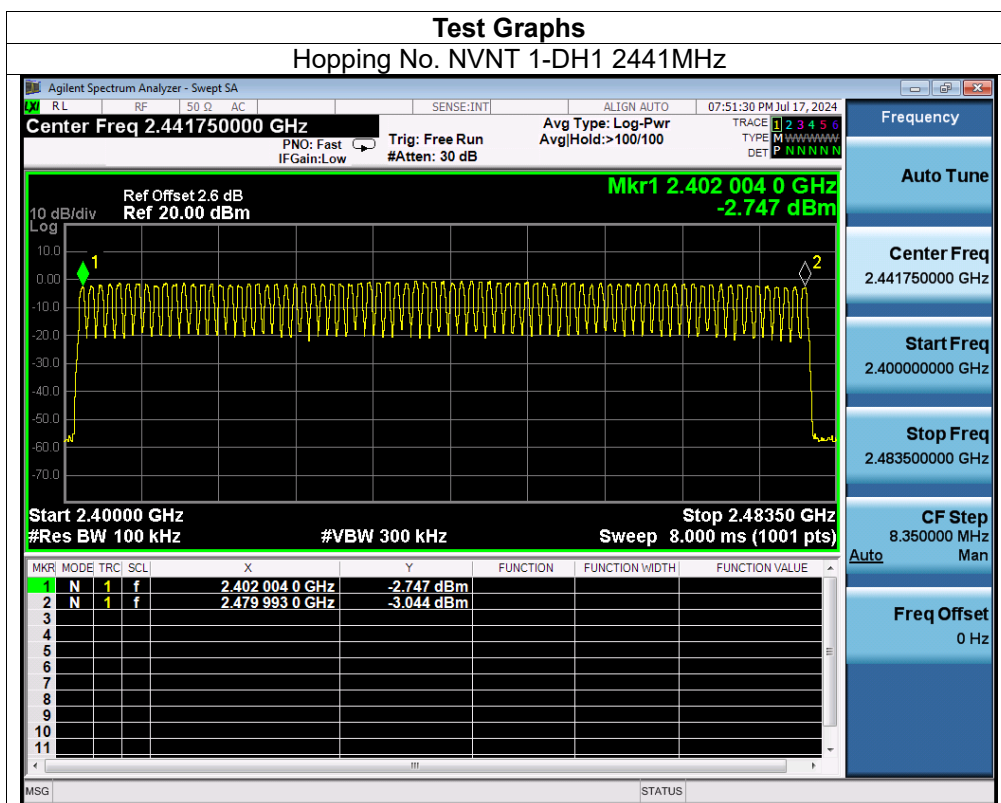 Test Graphs
Hopping No. NVNT 1-DH1 2441MHz
Agilent Spectrum Analyzer - Swept SA
LXI RL RF 50 Ω AC SENSE:INT ALIGN AUTO 07:51:30 PM Jul 17, 2024
Center Freq 2.441750000 GHz
PNO: Fast
IFGain:Low
Trig: Free Run
#Atten: 30 dB
Avg Type: Log-Pwr
Avg|Hold:>100/100
TRACE 1 2 3 4 5 6
TYPE M W W W W W
DET P N N N N N
Ref Offset 2.6 dB
10 dB/div Ref 20.00 dBm
Log
Mkr1 2.402 004 0 GHz
-2.747 dBm
10.0
0.00
-10.0
-20.0
-30.0
-40.0
-50.0
-60.0
-70.0
1
2
Start 2.40000 GHz Stop 2.48350 GHz
#Res BW 100 kHz #VBW 300 kHz Sweep 8.000 ms (1001 pts)
MKR MODE TRC SCL X Y FUNCTION FUNCTION WIDTH FUNCTION VALUE
1 N 1 f 2.402 004 0 GHz -2.747 dBm
2 N 1 f 2.479 993 0 GHz -3.044 dBm
3
4
5
6
7
8
9
10
11
MSG STATUS
Frequency
Auto Tune
Center Freq
2.441750000 GHz
Start Freq
2.400000000 GHz
Stop Freq
2.483500000 GHz
CF Step
8.350000 MHz
Auto Man
Freq Offset
0 Hz